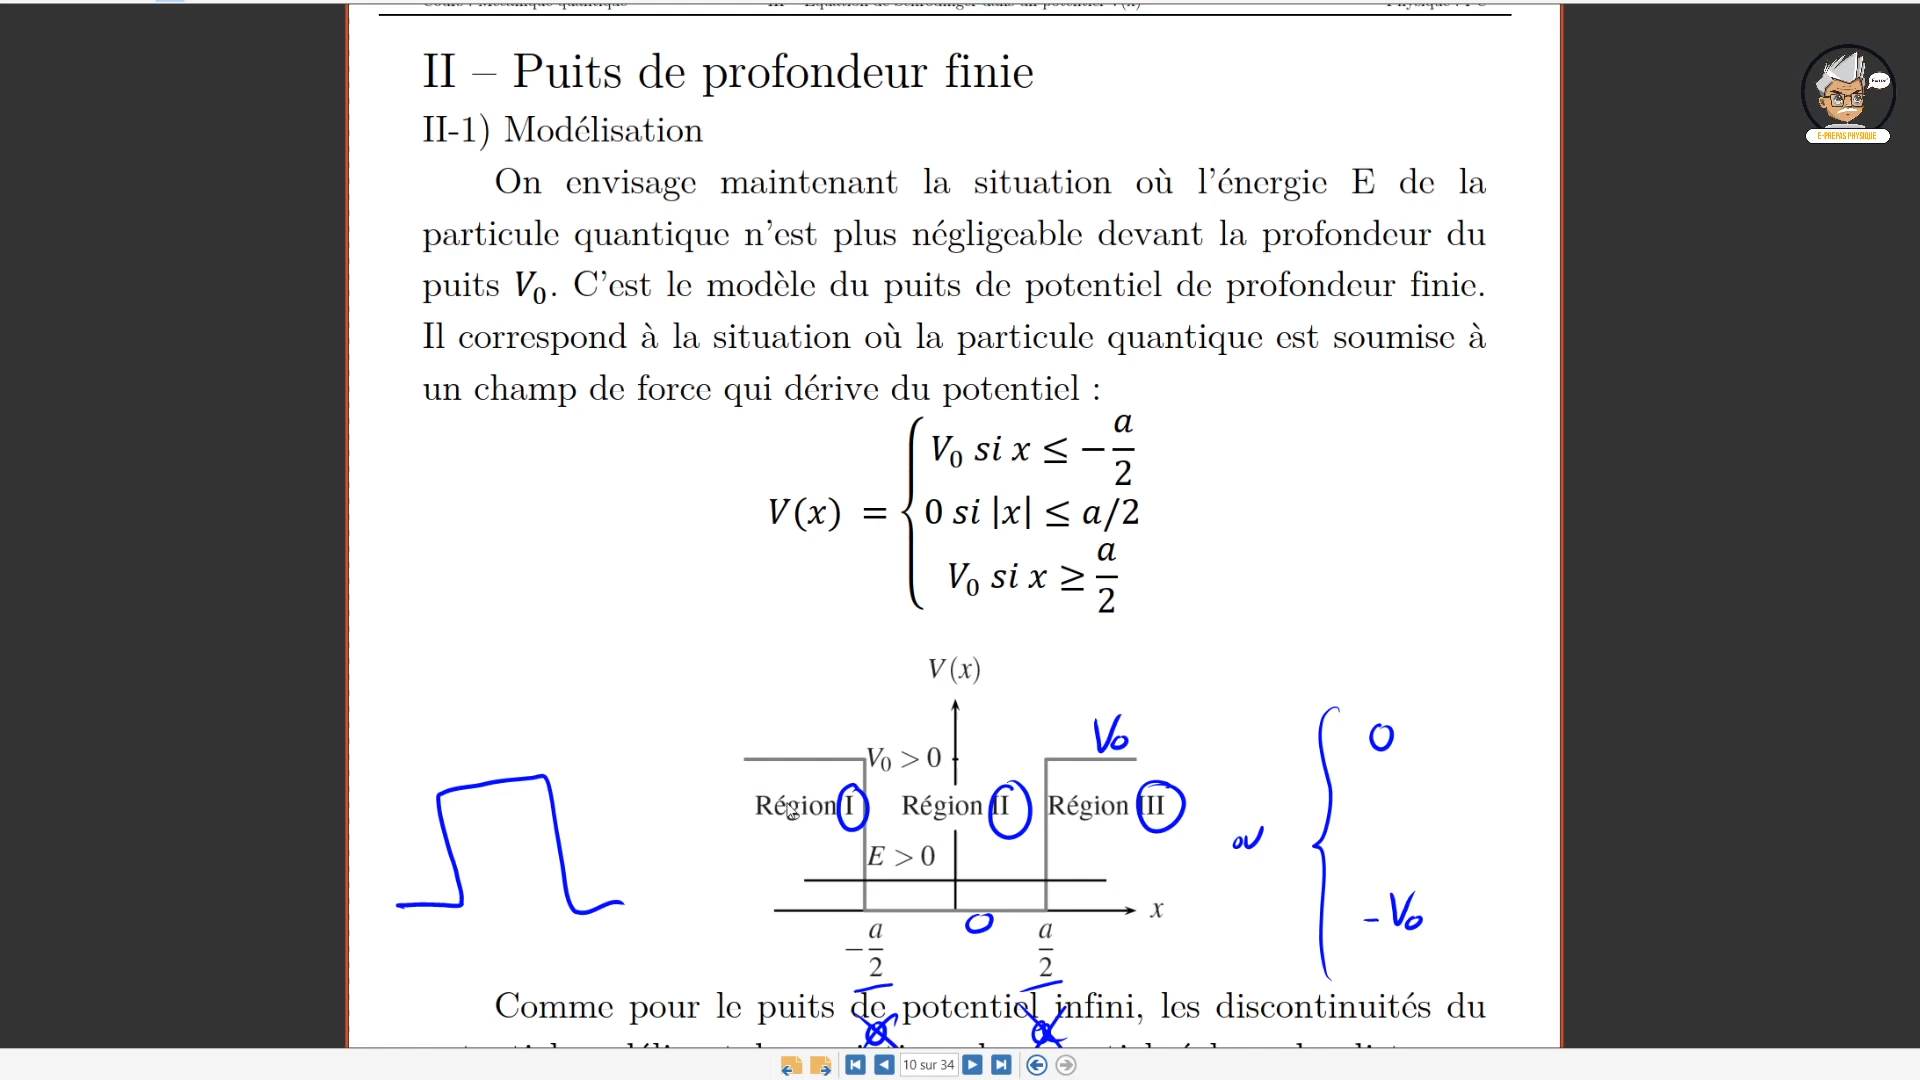 II – Puits de profondeur finie
II-1) Modélisation
On envisage maintenant la situation où l'énergie E de la
particule quantique n'est plus négligeable devant la profondeur du
puits V₀. C'est le modèle du puits de potentiel de profondeur finie.
Il correspond à la situation où la particule quantique est soumise à
un champ de force qui dérive du potentiel :
V(x) = { V₀ si x ≤ −a/2
0 si |x| ≤ a/2
V₀ si x ≥ a/2
V(x)
V₀
V₀ > 0
0
Région I
Région II
Région III
ou
E > 0
x
0
−V₀
−a/2
a/2
Comme pour le puits de potentiel infini, les discontinuités du
10 sur 34
E-PREPAS PHYSIQUE